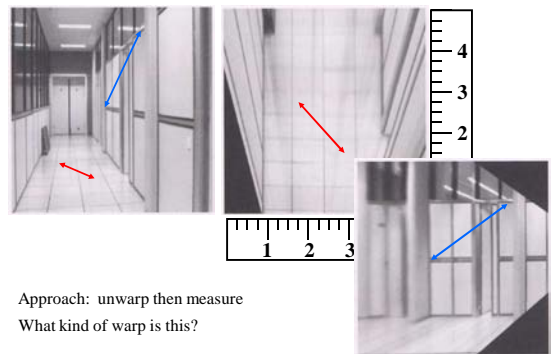 4
3
2
1 2 3
Approach: unwarp then measure
What kind of warp is this?